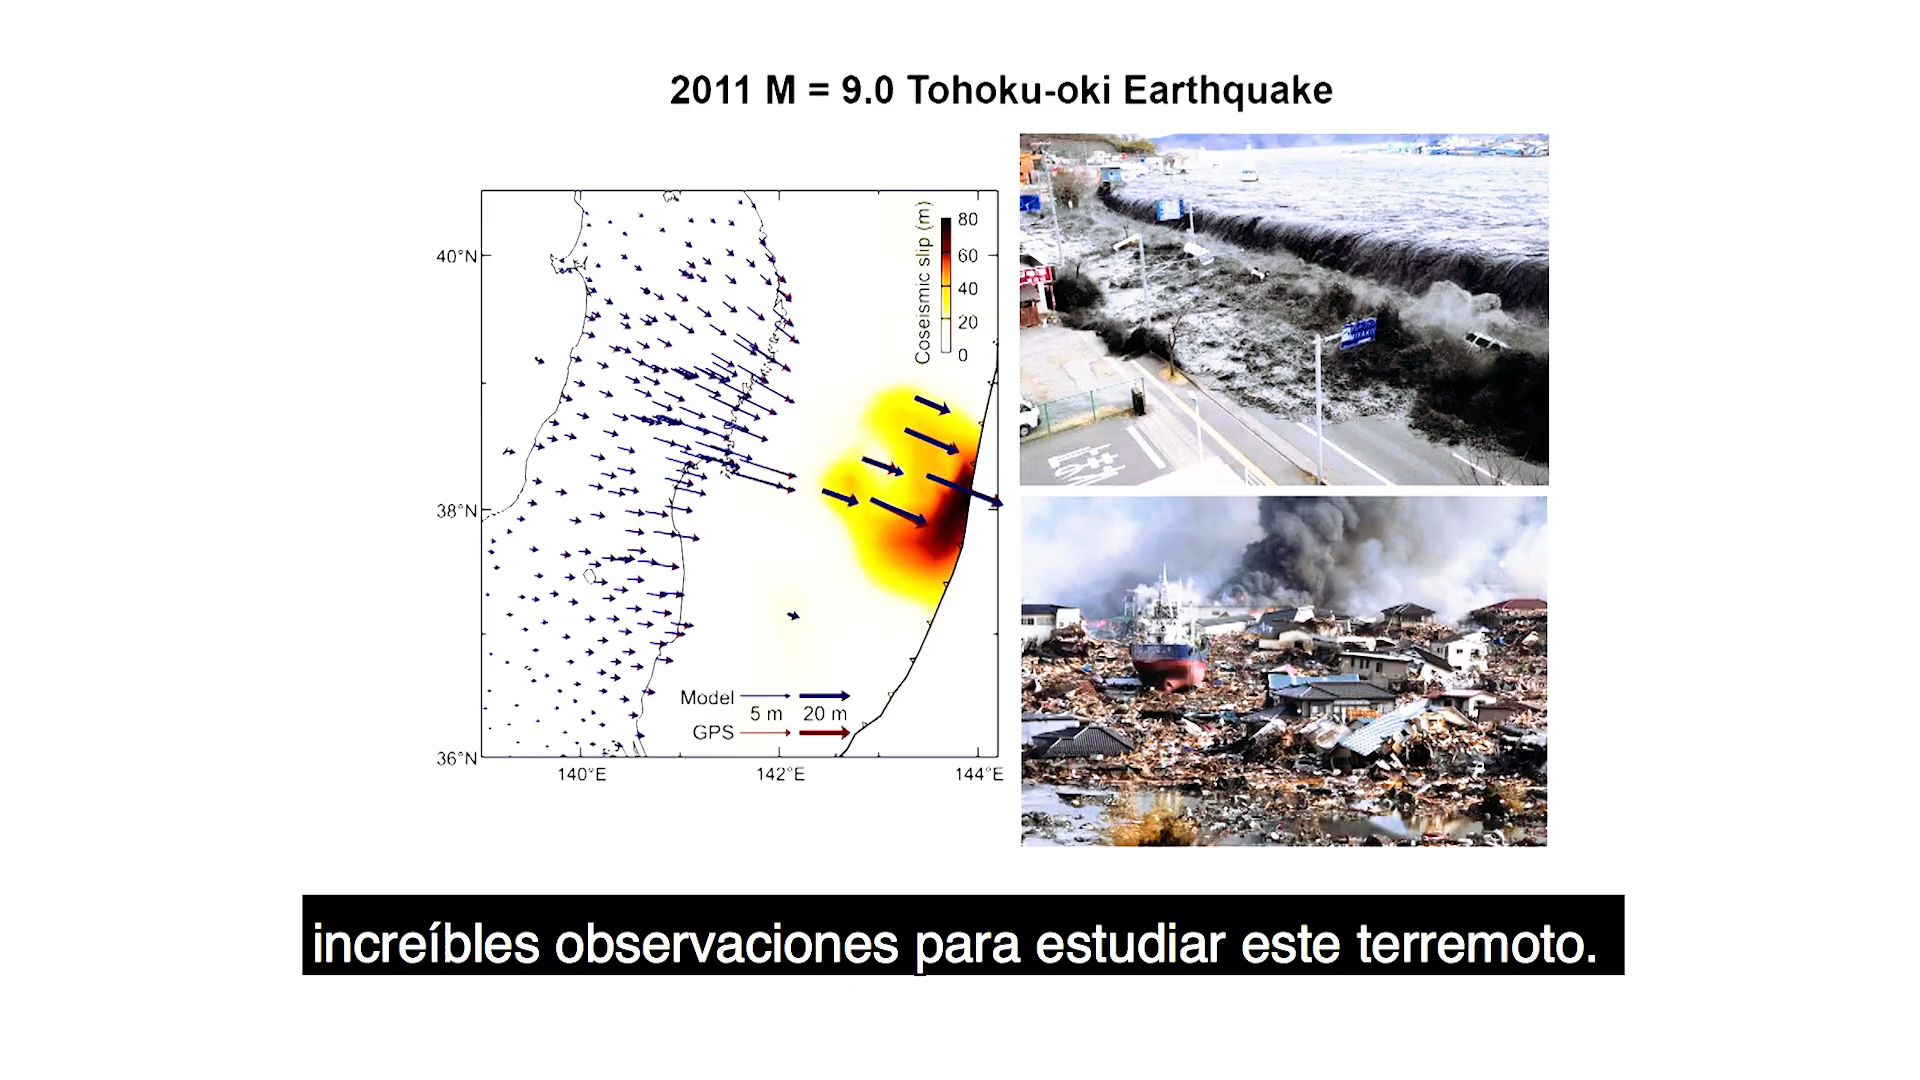 2011 M = 9.0 Tohoku-oki Earthquake
Coseismic slip (m)
80
60
40
20
0
40°N
38°N
36°N
140°E
142°E
144°E
Model
5 m
20 m
GPS
increíbles observaciones para estudiar este terremoto.